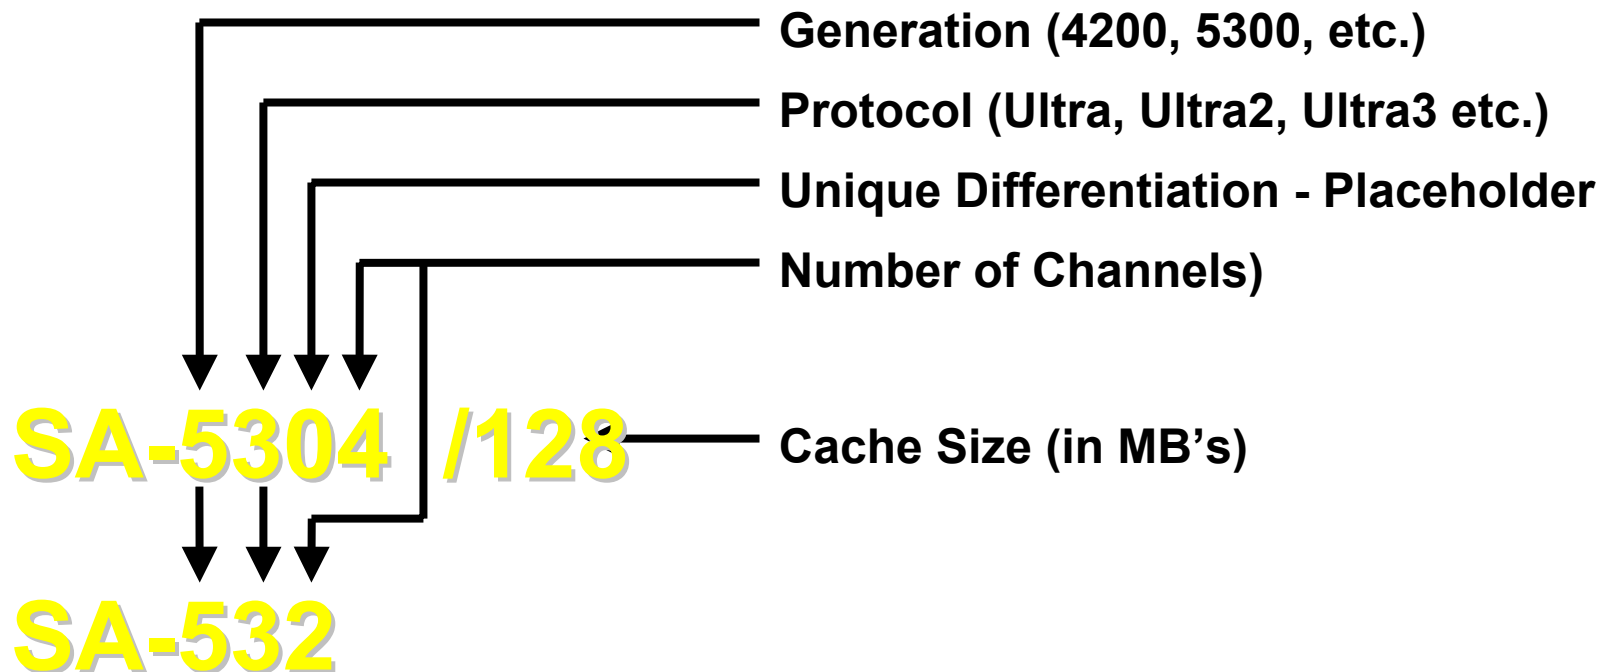 Generation (4200, 5300, etc.)
Protocol (Ultra, Ultra2, Ultra3 etc.)
Unique Differentiation - Placeholder
Number of Channels)
SA-5304 /128
Cache Size (in MB’s)
SA-532